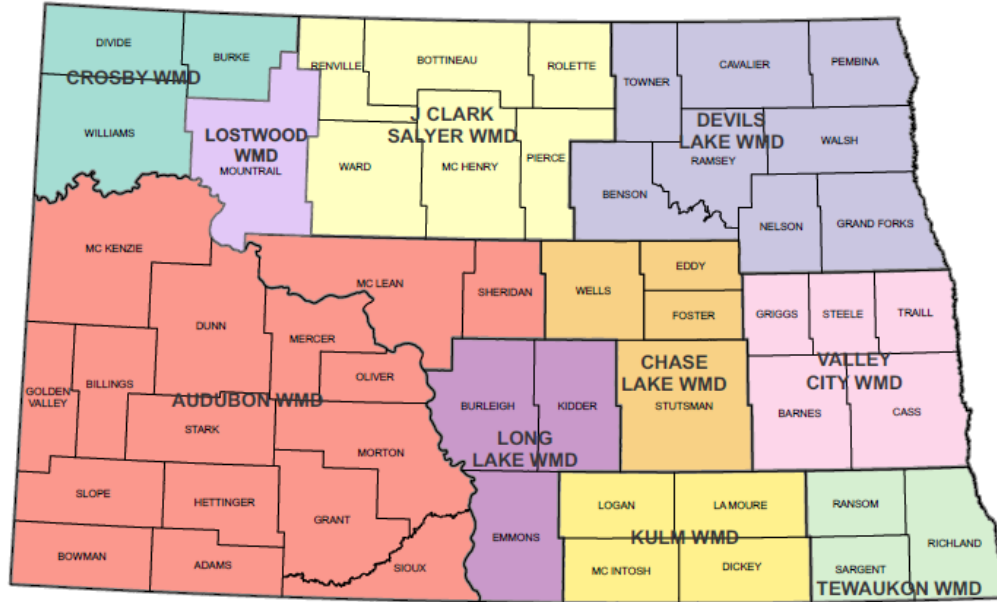 DIVIDE
BURKE
CROSBY WMD
WILLIAMS
LOSTWOOD
WMD
MOUNTRAIL
RENVILLE
BOTTINEAU
ROLETTE
J CLARK
SALYER WMD
WARD
MC HENRY
PIERCE
TOWNER
CAVALIER
PEMBINA
DEVILS
LAKE WMD
RAMSEY
WALSH
BENSON
NELSON
GRAND FORKS
MC KENZIE
MC LEAN
SHERIDAN
DUNN
MERCER
OLIVER
GOLDEN
VALLEY
BILLINGS
AUDUBON WMD
STARK
MORTON
SLOPE
HETTINGER
GRANT
BOWMAN
ADAMS
SIOUX
WELLS
EDDY
FOSTER
CHASE
LAKE WMD
STUTSMAN
GRIGGS
STEELE
TRAILL
VALLEY
CITY WMD
BARNES
CASS
BURLEIGH
KIDDER
LONG
LAKE WMD
EMMONS
LOGAN
LA MOURE
KULM WMD
MC INTOSH
DICKEY
RANSOM
RICHLAND
SARGENT
TEWAUKON WMD